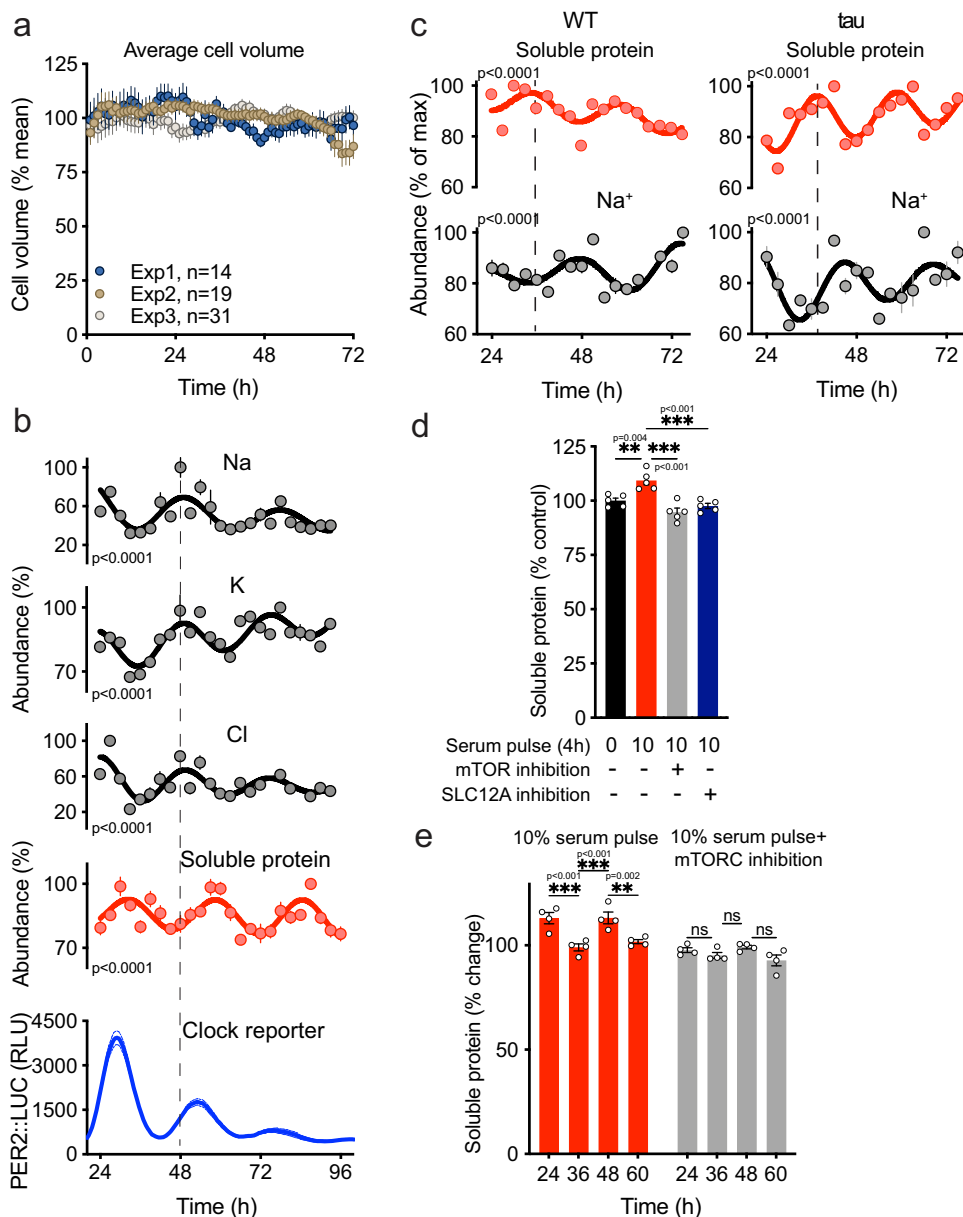 a
Average cell volume
125
100
75
50
25
0
Cell volume (% mean)
Exp1, n=14
Exp2, n=19
Exp3, n=31
0 24 48 72
Time (h)
b
Na
100
60
20
p<0.0001
K
100
70
p<0.0001
Abundance (%)
Cl
100
60
20
p<0.0001
Soluble protein
100
70
p<0.0001
Abundance (%)
Clock reporter
4500
3000
1500
0
PER2::LUC (RLU)
24 48 72 96
Time (h)
c
WT
Soluble protein
p<0.0001
100
80
60
Na⁺
p<0.0001
100
80
60
Abundance (% of max)
24 48 72
Time (h)
tau
Soluble protein
p<0.0001
100
80
60
Na⁺
p<0.0001
100
80
60
24 48 72
Time (h)
d
p<0.001
***
p=0.004
** ***
p<0.001
125
100
75
50
25
0
Soluble protein (% control)
Serum pulse (4h) 0 10 10 10
mTOR inhibition - - + -
SLC12A inhibition - - - +
e
10% serum pulse
10% serum pulse+
mTORC inhibition
p<0.001
***
p<0.001 p=0.002
*** **
ns ns ns
100
0
Soluble protein (% change)
24 36 48 60 24 36 48 60
Time (h)